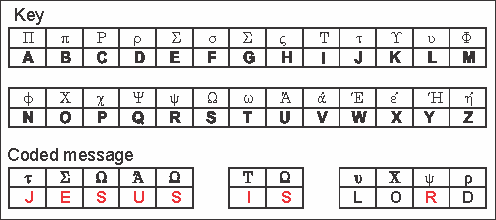 Key
Π π Ρ ρ Σ σ Σ ς Τ τ Υ υ Φ
A B C D E F G H I J K L M
φ Χ χ Ψ ψ Ω ω Ά ά Έ έ Ή ή
N O P Q R S T U V W X Y Z
Coded message
τ Σ Ω Ά Ω Τ Ω υ Χ ψ ρ
J E S U S I S L O R D